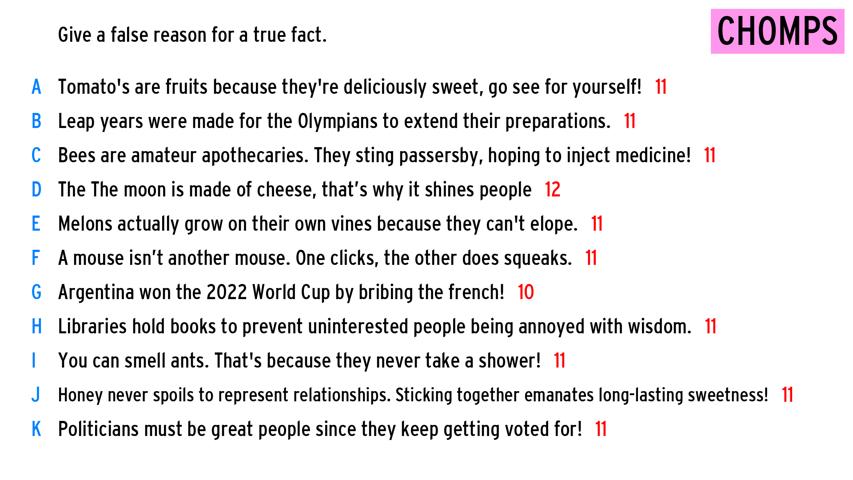 Give a false reason for a true fact.
CHOMPS
A Tomato's are fruits because they're deliciously sweet, go see for yourself! 11
B Leap years were made for the Olympians to extend their preparations. 11
C Bees are amateur apothecaries. They sting passersby, hoping to inject medicine! 11
D The The moon is made of cheese, that's why it shines people 12
E Melons actually grow on their own vines because they can't elope. 11
F A mouse isn't another mouse. One clicks, the other does squeaks. 11
G Argentina won the 2022 World Cup by bribing the french! 10
H Libraries hold books to prevent uninterested people being annoyed with wisdom. 11
I You can smell ants. That's because they never take a shower! 11
J Honey never spoils to represent relationships. Sticking together emanates long-lasting sweetness! 11
K Politicians must be great people since they keep getting voted for! 11